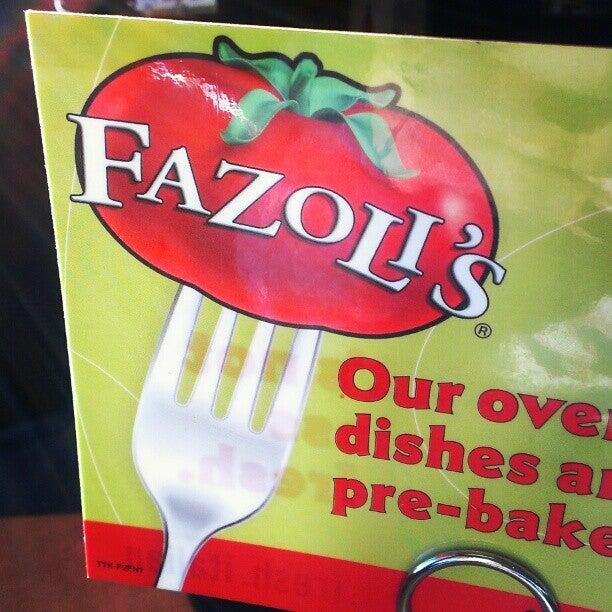 FAZOLI'S®
Our ove
dishes a
pre-bake